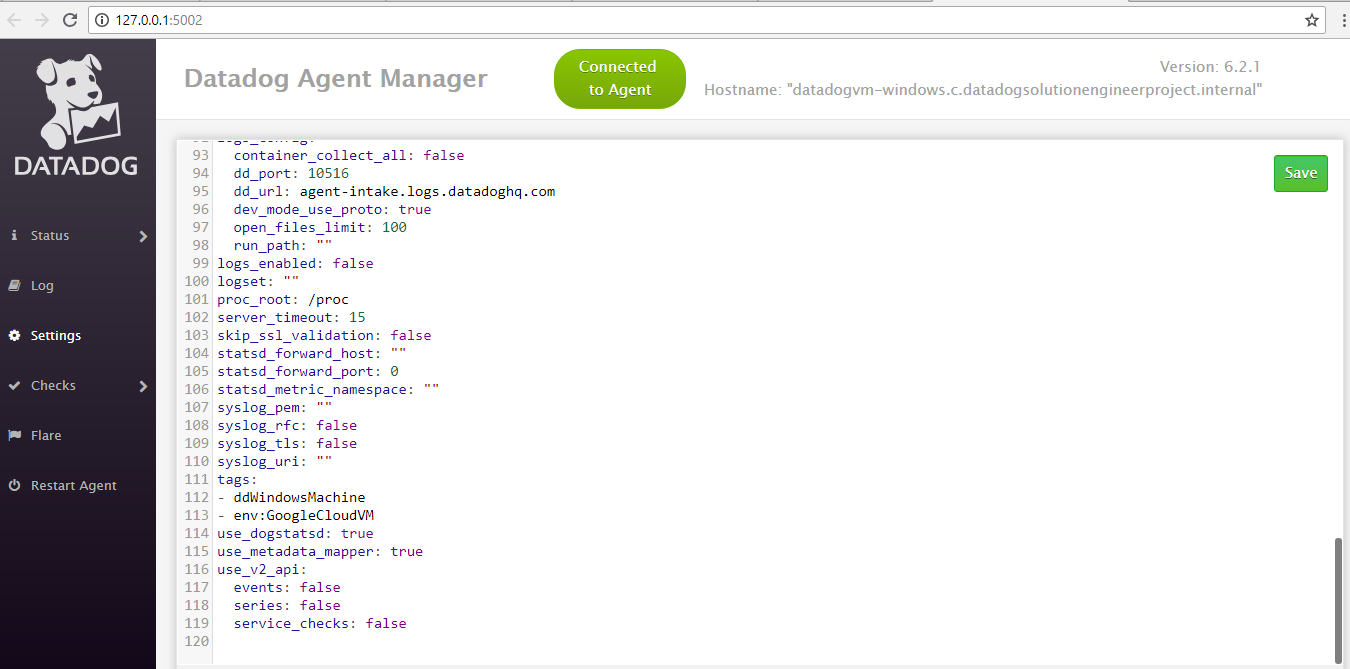 127.0.0.1:5002
DATADOG
Status
Log
Settings
Checks
Flare
Restart Agent
Datadog Agent Manager
Connected
to Agent
Version: 6.2.1
Hostname: "datadogvm-windows.c.datadogsolutionengineerproject.internal"
Save
93 container_collect_all: false
94 dd_port: 10516
95 dd_url: agent-intake.logs.datadoghq.com
96 dev_mode_use_proto: true
97 open_files_limit: 100
98 run_path: ""
99 logs_enabled: false
100 logset: ""
101 proc_root: /proc
102 server_timeout: 15
103 skip_ssl_validation: false
104 statsd_forward_host: ""
105 statsd_forward_port: 0
106 statsd_metric_namespace: ""
107 syslog_pem: ""
108 syslog_rfc: false
109 syslog_tls: false
110 syslog_uri: ""
111 tags:
112 - ddWindowsMachine
113 - env:GoogleCloudVM
114 use_dogstatsd: true
115 use_metadata_mapper: true
116 use_v2_api:
117 events: false
118 series: false
119 service_checks: false
120